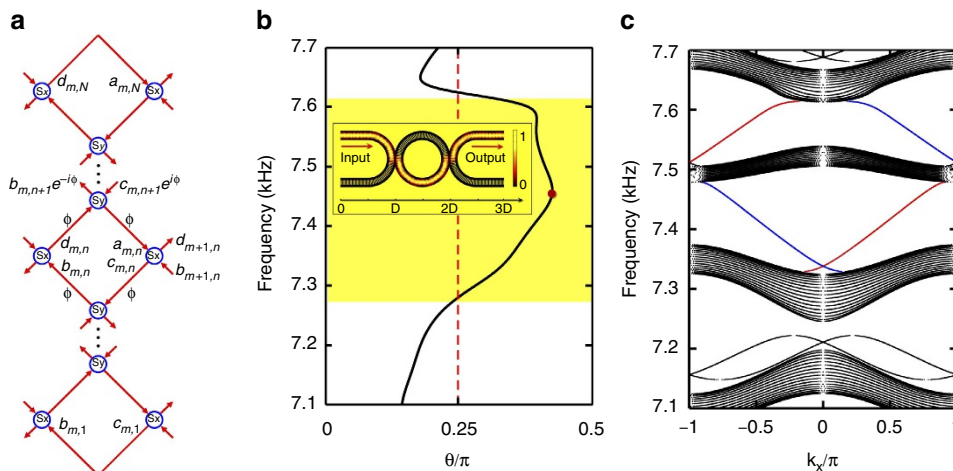 a
d_{m,N}
a_{m,N}
Sx
Sx
Sy
b_{m,n+1}e^{-iϕ}
c_{m,n+1}e^{iϕ}
Sy
ϕ
ϕ
d_{m,n}
a_{m,n}
d_{m+1,n}
Sx
Sx
b_{m,n}
c_{m,n}
b_{m+1,n}
ϕ
ϕ
Sy
Sy
Sx
Sx
b_{m,1}
c_{m,1}
b
Frequency (kHz)
7.7
7.6
7.5
7.4
7.3
7.2
7.1
Input
Output
1
0
0
D
2D
3D
0
0.25
0.5
θ/π
c
Frequency (kHz)
7.7
7.6
7.5
7.4
7.3
7.2
7.1
−1
−0.5
0
0.5
1
k_x/π